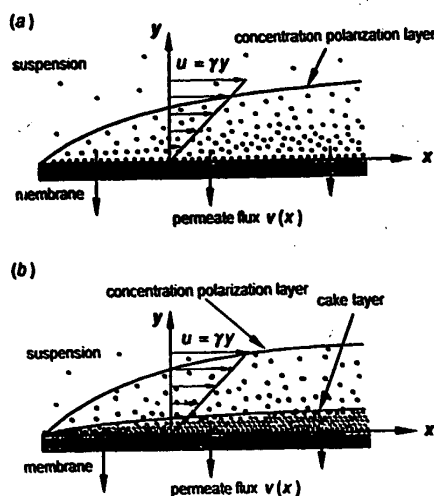 (a)
y
concentration polarization layer
u = γy
suspension
x
membrane
permeate flux v(x)
(b)
concentration polarization layer
cake layer
y
u = γy
suspension
x
membrane
permeate flux v(x)